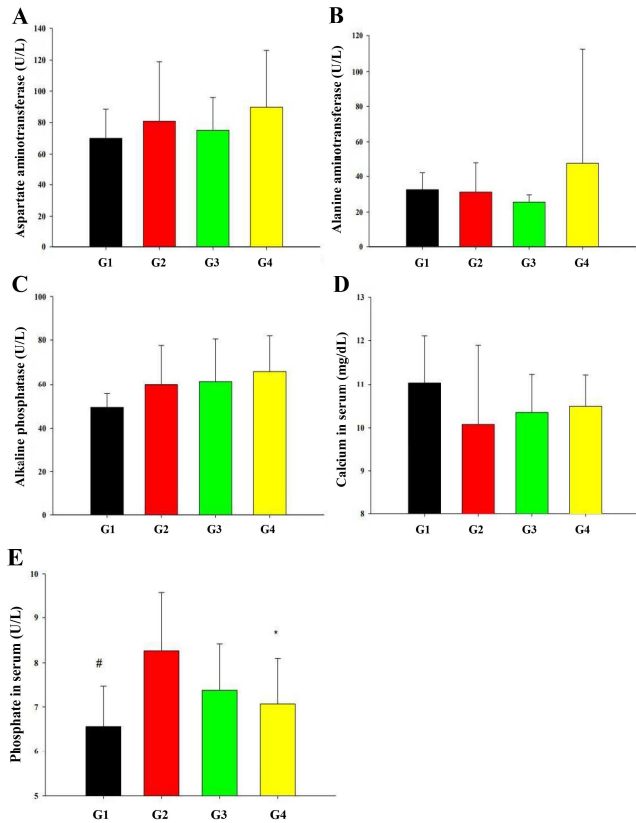 A
Aspartate aminotransferase (U/L)
140
120
100
80
60
40
20
0
G1 G2 G3 G4
B
Alanine aminotransferase (U/L)
120
100
80
60
40
20
0
G1 G2 G3 G4
C
Alkaline phosphatase (U/L)
100
80
60
40
20
0
G1 G2 G3 G4
D
Calcium in serum (mg/dL)
13
12
11
10
9
8
G1 G2 G3 G4
E
Phosphate in serum (U/L)
10
9
8
7
6
5
# *
G1 G2 G3 G4